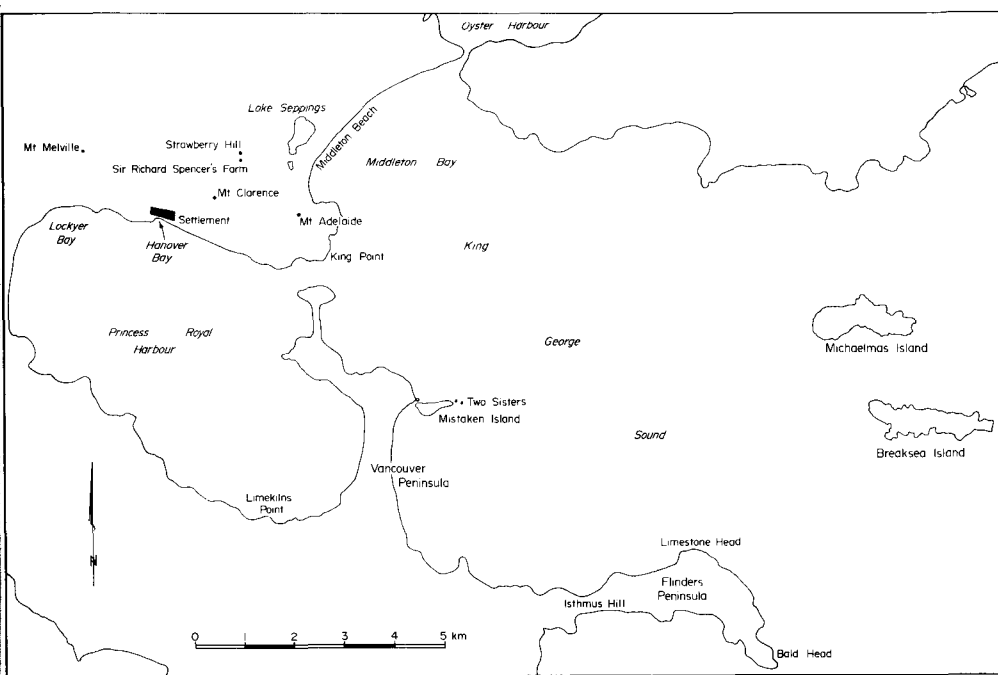 Oyster Harbour
Lake Seppings
Middleton Beach
Strawberry Hill
Mt Melville
Sir Richard Spencer's Farm
Middleton Bay
Mt Clarence
Settlement
Mt Adelaide
Lockyer
Bay
Hanover
Bay
King Point
King
Princess Royal
Harbour
George
Michaelmas Island
Two Sisters
Mistaken Island
Sound
Breaksea Island
Vancouver
Peninsula
Limekilns
Point
Limestone Head
Flinders
Peninsula
Isthmus Hill
N
0 1 2 3 4 5 km
Bald Head